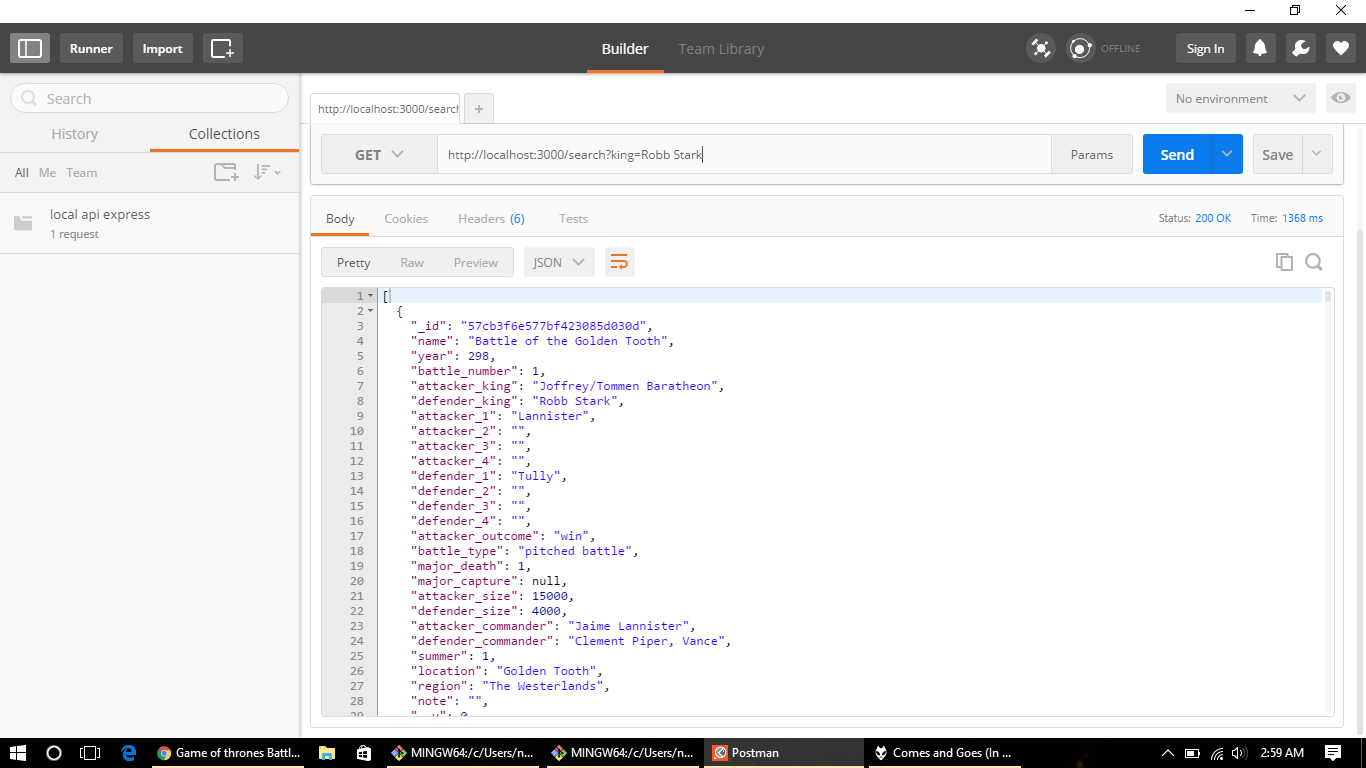 Runner
Import
Builder
Team Library
OFFLINE
Sign In
Search
History
Collections
All Me Team
local api express
1 request
http://localhost:3000/search
+
No environment
GET
http://localhost:3000/search?king=Robb Stark
Params
Send
Save
Body
Cookies
Headers (6)
Tests
Status: 200 OK
Time: 1368 ms
Pretty
Raw
Preview
JSON
1 [
2 {
3 "_id": "57cb3f6e577bf423085d030d",
4 "name": "Battle of the Golden Tooth",
5 "year": 298,
6 "battle_number": 1,
7 "attacker_king": "Joffrey/Tommen Baratheon",
8 "defender_king": "Robb Stark",
9 "attacker_1": "Lannister",
10 "attacker_2": "",
11 "attacker_3": "",
12 "attacker_4": "",
13 "defender_1": "Tully",
14 "defender_2": "",
15 "defender_3": "",
16 "defender_4": "",
17 "attacker_outcome": "win",
18 "battle_type": "pitched battle",
19 "major_death": 1,
20 "major_capture": null,
21 "attacker_size": 15000,
22 "defender_size": 4000,
23 "attacker_commander": "Jaime Lannister",
24 "defender_commander": "Clement Piper, Vance",
25 "summer": 1,
26 "location": "Golden Tooth",
27 "region": "The Westerlands",
28 "note": "",
Game of thrones Battl...
MINGW64:/c/Users/n...
MINGW64:/c/Users/n...
Postman
Comes and Goes (In ...
2:59 AM